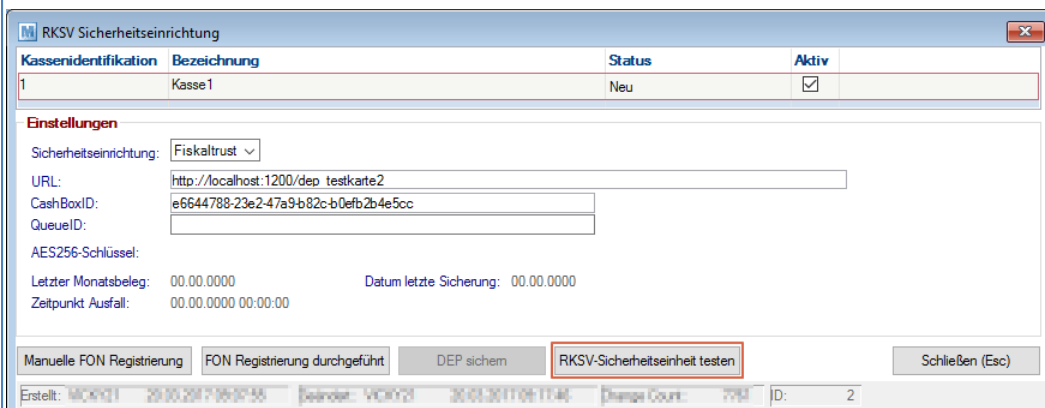 RKSV Sicherheitseinrichtung
Kassenidentifikation Bezeichnung Status Aktiv
1 Kasse1 Neu
Einstellungen
Sicherheitseinrichtung: Fiskaltrust
URL: http://localhost:1200/dep_testkarte2
CashBoxID: e6644788-23e2-47a9-b82c-b0efb2b4e5cc
QueueID:
AES256-Schlüssel:
Letzter Monatsbeleg: 00.00.0000 Datum letzte Sicherung: 00.00.0000
Zeitpunkt Ausfall: 00.00.0000 00:00:00
Manuelle FON Registrierung FON Registrierung durchgeführt DEP sichern RKSV-Sicherheitseinheit testen Schließen (Esc)
Erstellt: ID: 2